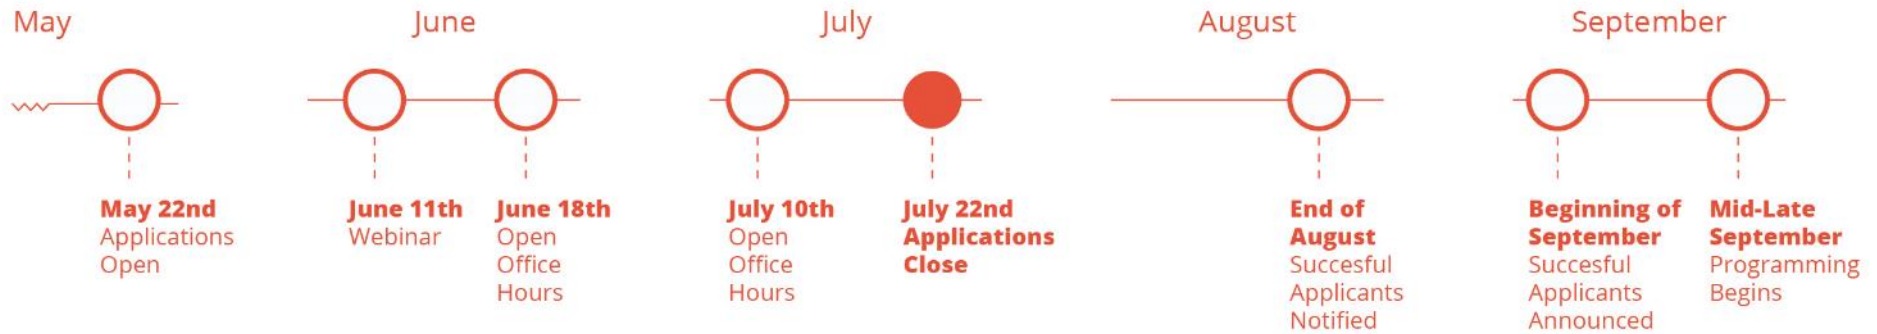 May
June
July
August
September
May 22nd
Applications
Open
June 11th
Webinar
June 18th
Open
Office
Hours
July 10th
Open
Office
Hours
July 22nd
Applications
Close
End of
August
Succesful
Applicants
Notified
Beginning of
September
Succesful
Applicants
Announced
Mid-Late
September
Programming
Begins